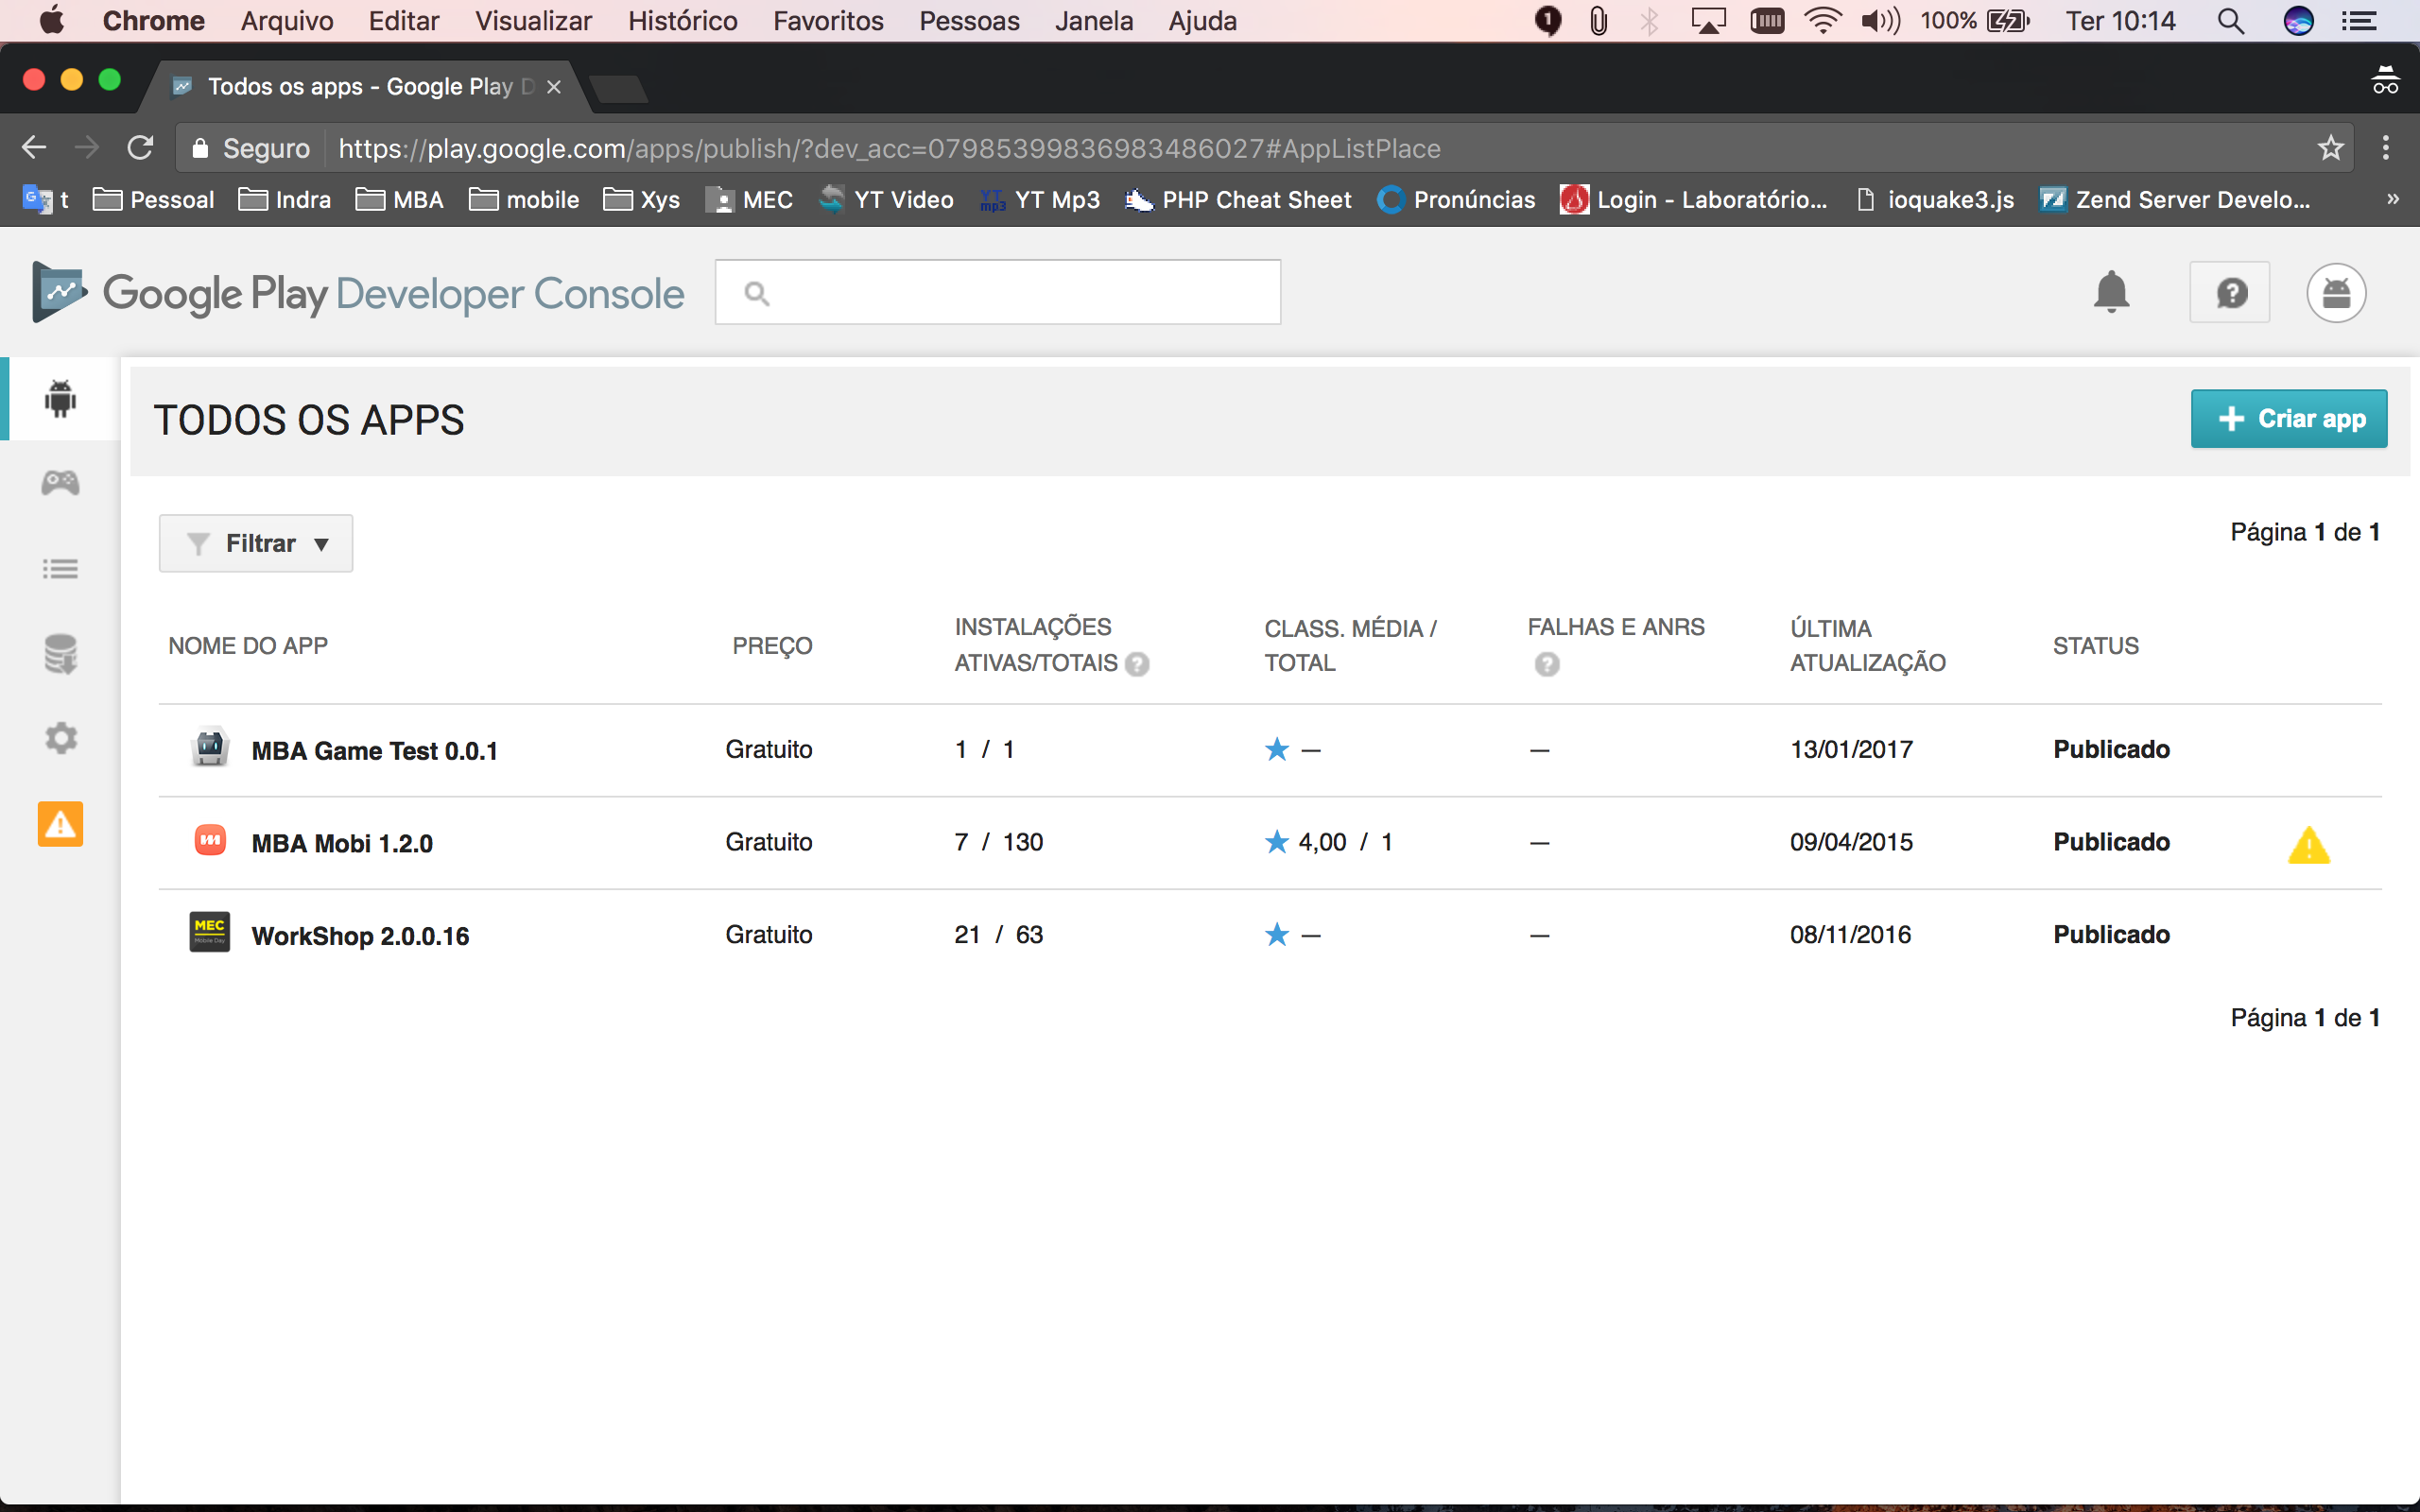 Chrome Arquivo Editar Visualizar Histórico Favoritos Pessoas Janela Ajuda 1 100% Ter 10:14
Todos os apps - Google Play D
Seguro https://play.google.com/apps/publish/?dev_acc=07985399836983486027#AppListPlace
t Pessoal Indra MBA mobile Xys MEC YT Video YT mp3 YT Mp3 PHP Cheat Sheet Pronúncias Login - Laboratório... ioquake3.js Zend Server Develo... »
Google Play Developer Console
TODOS OS APPS
+ Criar app
Filtrar
Página 1 de 1
NOME DO APP PREÇO INSTALAÇÕES ATIVAS/TOTAIS ? CLASS. MÉDIA / TOTAL FALHAS E ANRS ? ÚLTIMA ATUALIZAÇÃO STATUS
MBA Game Test 0.0.1 Gratuito 1 / 1 ★ — — 13/01/2017 Publicado
MBA Mobi 1.2.0 Gratuito 7 / 130 ★ 4,00 / 1 — 09/04/2015 Publicado
MEC Mobile Day WorkShop 2.0.0.16 Gratuito 21 / 63 ★ — — 08/11/2016 Publicado
Página 1 de 1